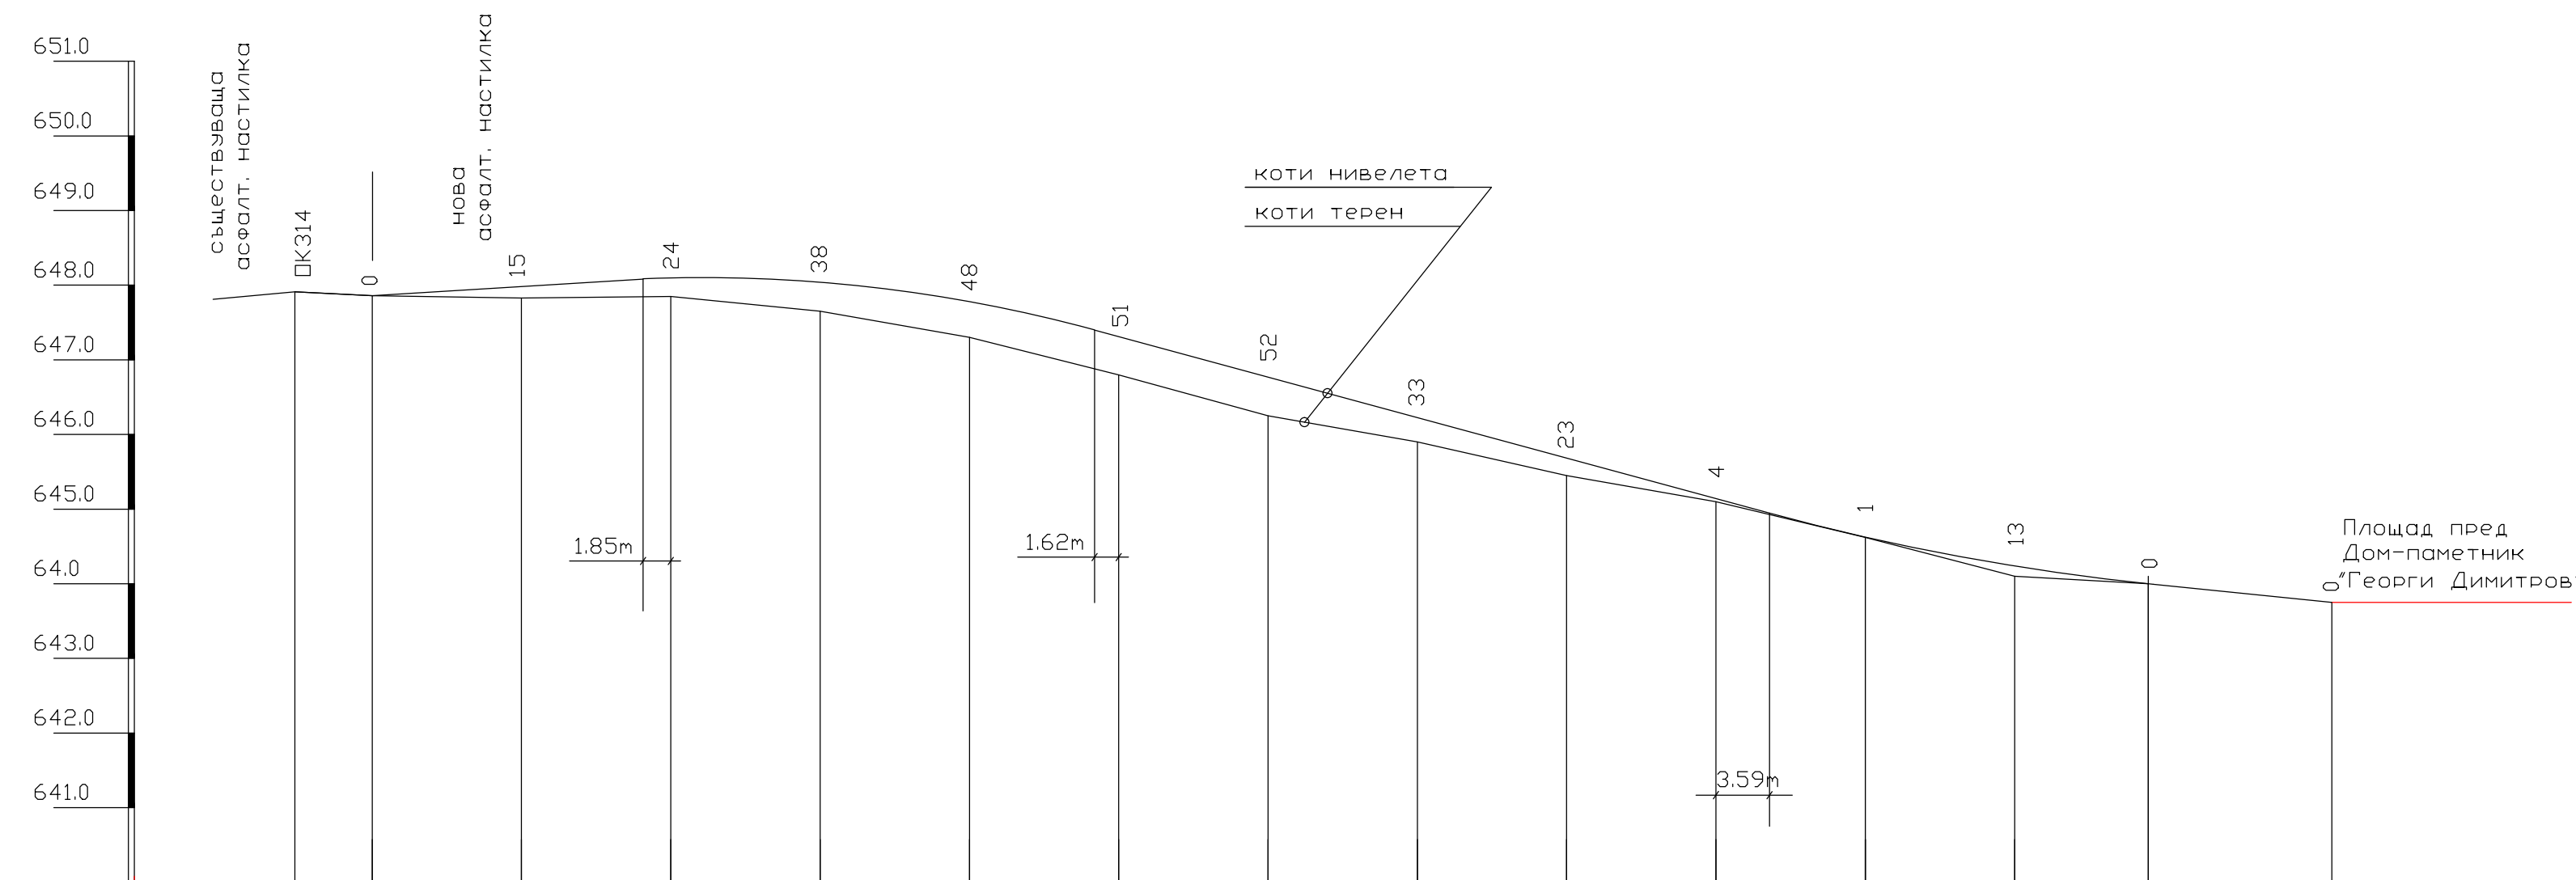 651.0
650.0
649.0
648.0
647.0
646.0
645.0
64.0
643.0
642.0
641.0
съществуваща
асфалт. настилка
ОК314
0
нова
асфалт. настилка
15
24
38
48
51
52
33
23
4
1
13
0
0
коти нивелета
коти терен
1.85m
1.62m
3.59m
Площад пред
Дом-паметник
"Георги Димитров"